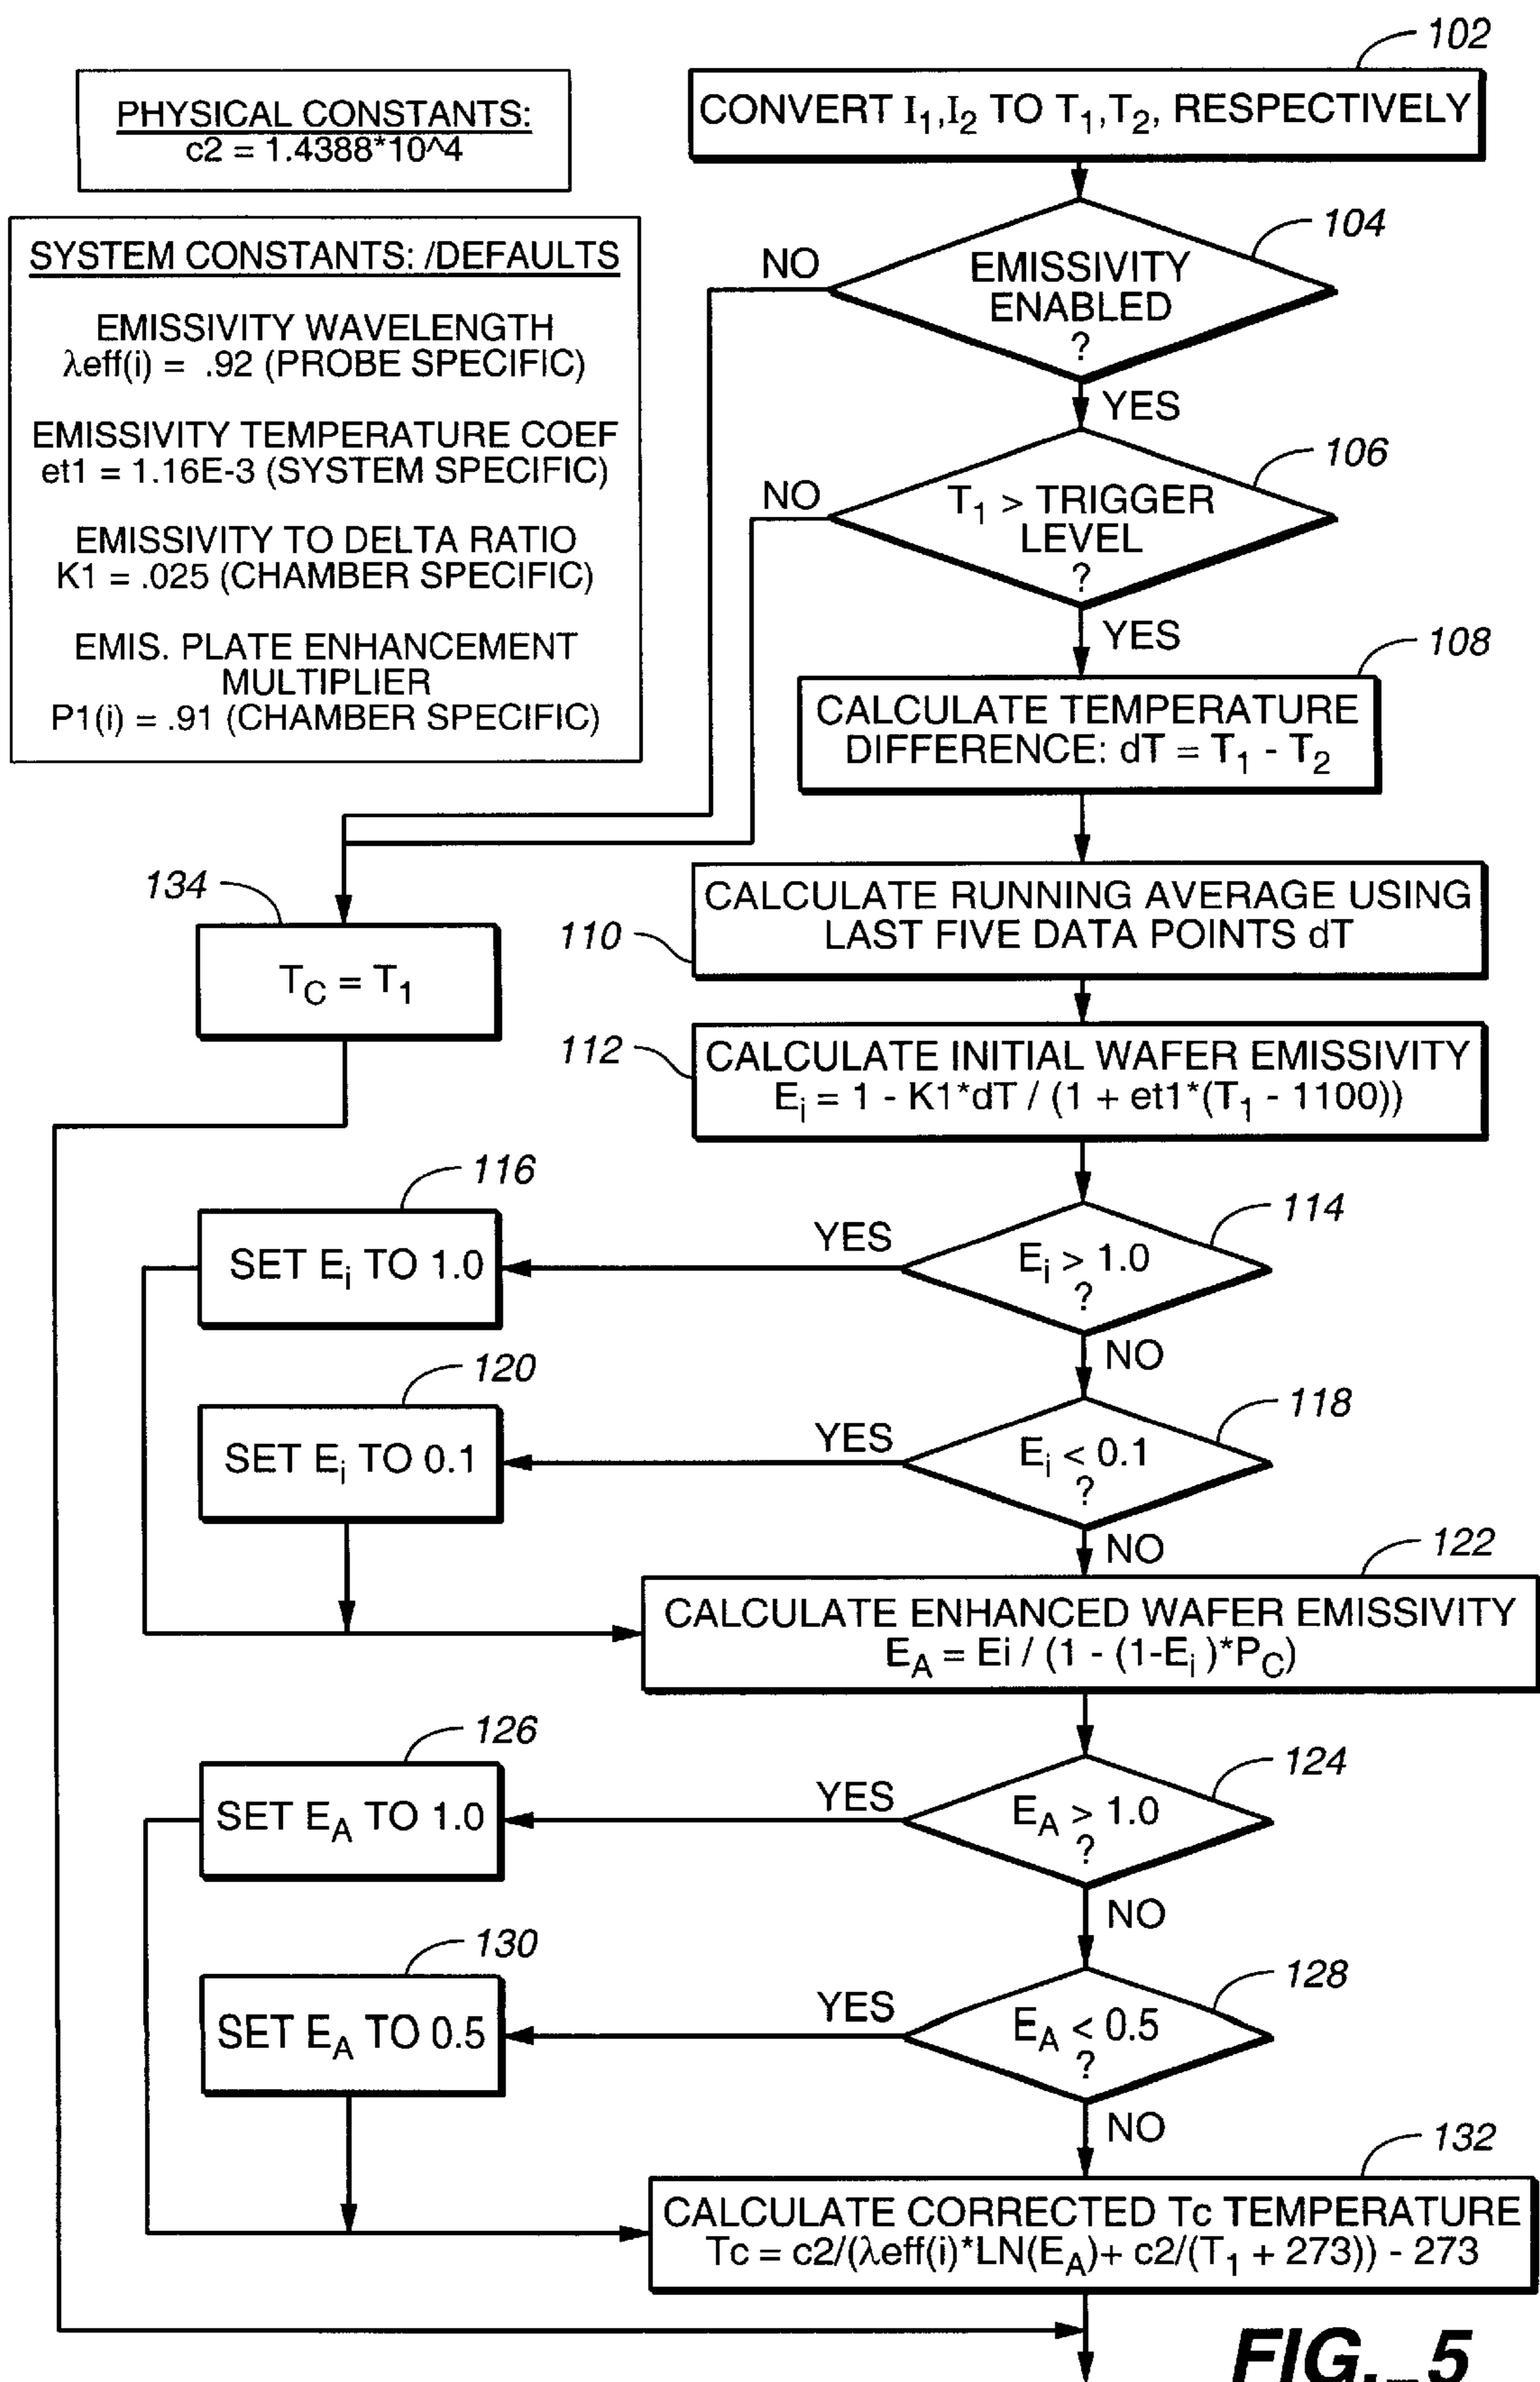 102
CONVERT I1,I2 TO T1,T2, RESPECTIVELY
PHYSICAL CONSTANTS:
c2 = 1.4388*10^4
SYSTEM CONSTANTS: /DEFAULTS
EMISSIVITY WAVELENGTH
λeff(i) = .92 (PROBE SPECIFIC)
EMISSIVITY TEMPERATURE COEF
et1 = 1.16E-3 (SYSTEM SPECIFIC)
EMISSIVITY TO DELTA RATIO
K1 = .025 (CHAMBER SPECIFIC)
EMIS. PLATE ENHANCEMENT
MULTIPLIER
P1(i) = .91 (CHAMBER SPECIFIC)
104
EMISSIVITY
ENABLED
?
NO
YES
106
T1 > TRIGGER
LEVEL
?
NO
YES
108
CALCULATE TEMPERATURE
DIFFERENCE: dT = T1 - T2
134
TC = T1
110
CALCULATE RUNNING AVERAGE USING
LAST FIVE DATA POINTS dT
112
CALCULATE INITIAL WAFER EMISSIVITY
Ei = 1 - K1*dT / (1 + et1*(T1 - 1100))
116
SET Ei TO 1.0
YES
114
Ei > 1.0
?
NO
120
SET Ei TO 0.1
YES
118
Ei < 0.1
?
NO
122
CALCULATE ENHANCED WAFER EMISSIVITY
EA = Ei / (1 - (1-Ei )*PC)
126
SET EA TO 1.0
YES
124
EA > 1.0
?
NO
130
SET EA TO 0.5
YES
128
EA < 0.5
?
NO
132
CALCULATE CORRECTED Tc TEMPERATURE
Tc = c2/(λeff(i)*LN(EA)+ c2/(T1 + 273)) - 273
FIG._5